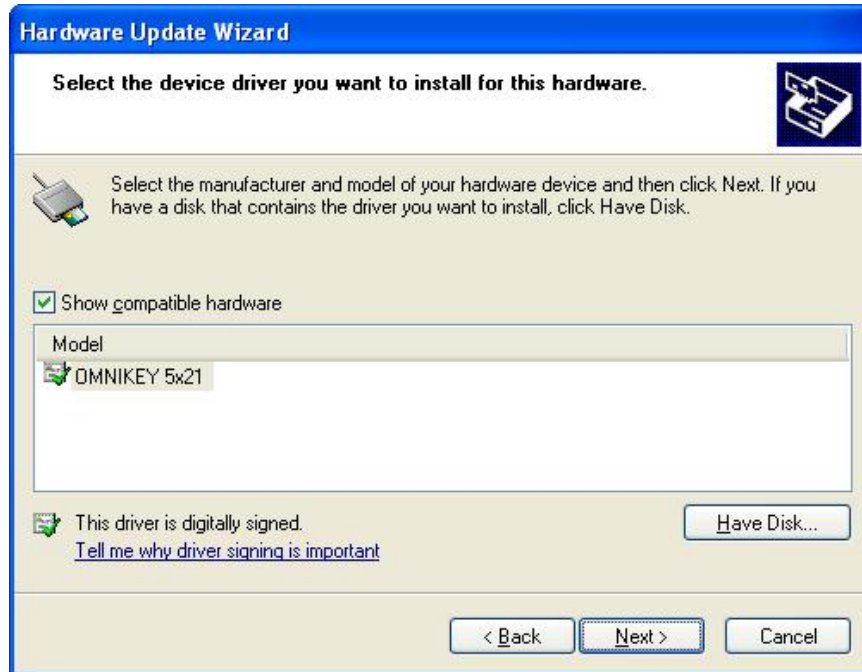 Hardware Update Wizard
Select the device driver you want to install for this hardware.
Select the manufacturer and model of your hardware device and then click Next. If you
have a disk that contains the driver you want to install, click Have Disk.
Show compatible hardware
Model
OMNIKEY 5x21
This driver is digitally signed.
Have Disk...
Tell me why driver signing is important
< Back
Next >
Cancel